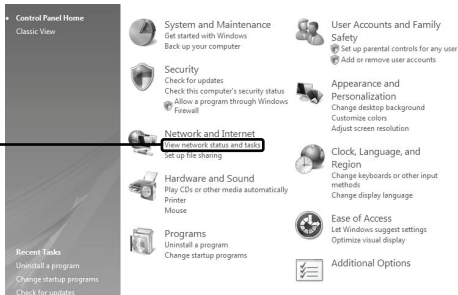 Control Panel Home
Classic View
System and Maintenance
Get started with Windows
Back up your computer
Security
Check for updates
Check this computer's security status
Allow a program through Windows
Firewall
Network and Internet
View network status and tasks
Set up file sharing
Hardware and Sound
Play CDs or other media automatically
Printer
Mouse
Programs
Uninstall a program
Change startup programs
User Accounts and Family
Safety
Set up parental controls for any user
Add or remove user accounts
Appearance and
Personalization
Change desktop background
Customize colors
Adjust screen resolution
Clock, Language, and
Region
Change keyboards or other input
methods
Change display language
Ease of Access
Let Windows suggest settings
Optimize visual display
Additional Options
Recent Tasks
Uninstall a program
Change startup programs
Check for updates